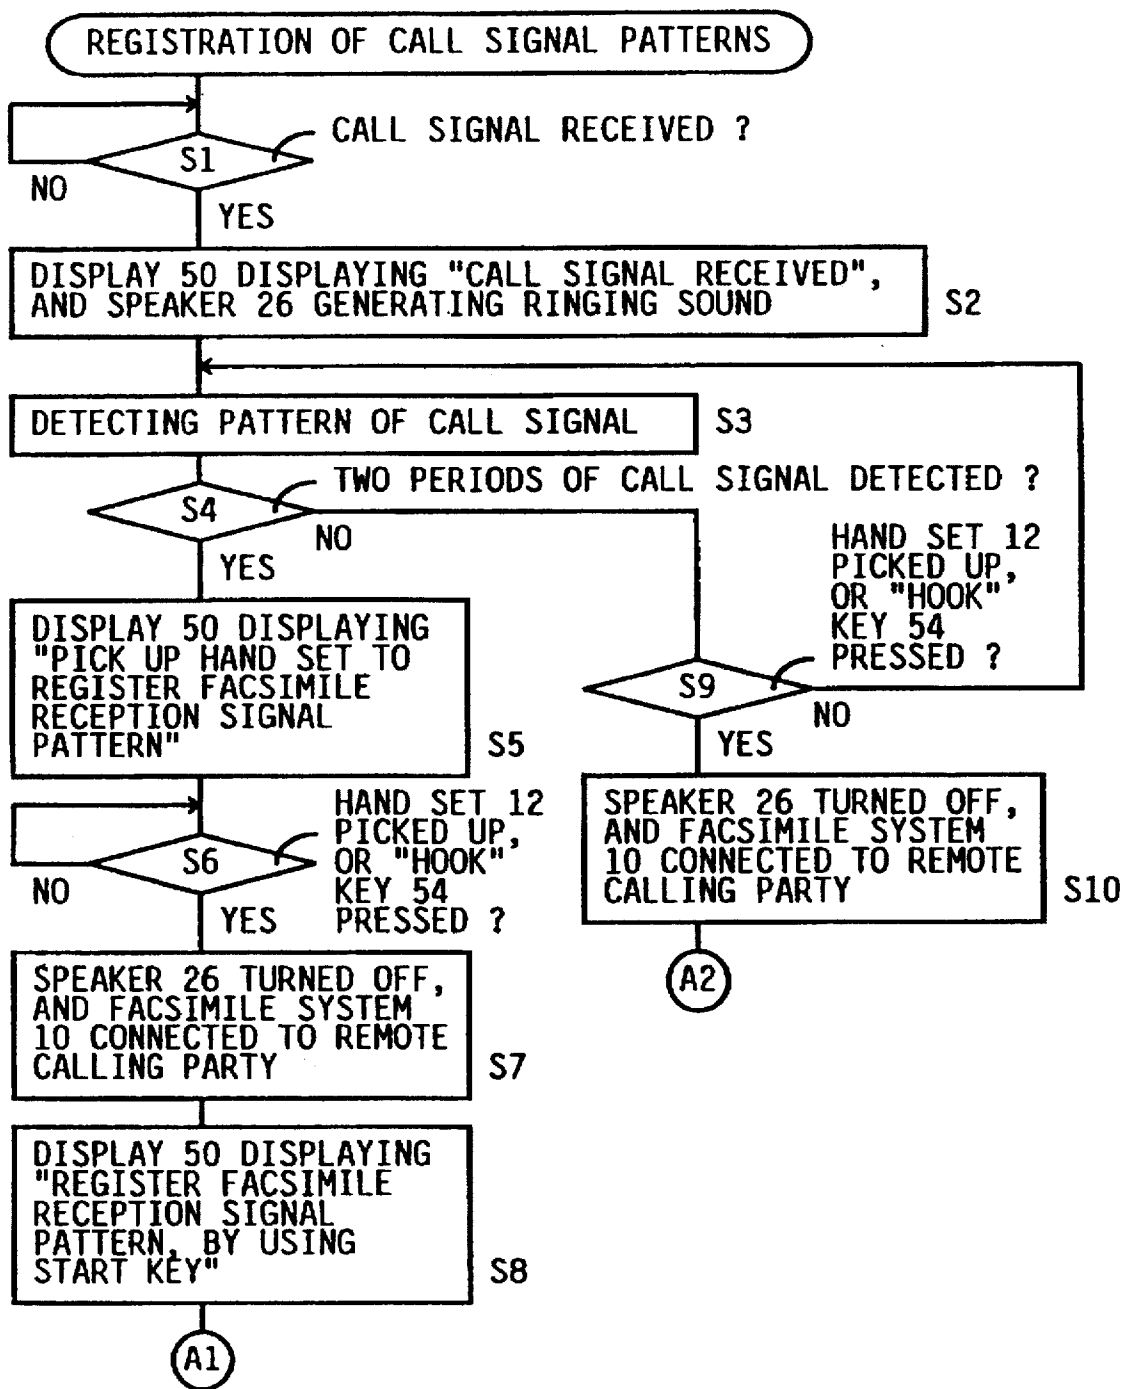 REGISTRATION OF CALL SIGNAL PATTERNS
CALL SIGNAL RECEIVED ?
S1
NO
YES
DISPLAY 50 DISPLAYING "CALL SIGNAL RECEIVED",
AND SPEAKER 26 GENERATING RINGING SOUND
S2
DETECTING PATTERN OF CALL SIGNAL
S3
TWO PERIODS OF CALL SIGNAL DETECTED ?
S4
NO
YES
DISPLAY 50 DISPLAYING
"PICK UP HAND SET TO
REGISTER FACSIMILE
RECEPTION SIGNAL
PATTERN"
S5
HAND SET 12
PICKED UP,
OR "HOOK"
KEY 54
PRESSED ?
S6
NO
YES
SPEAKER 26 TURNED OFF,
AND FACSIMILE SYSTEM
10 CONNECTED TO REMOTE
CALLING PARTY
S7
DISPLAY 50 DISPLAYING
"REGISTER FACSIMILE
RECEPTION SIGNAL
PATTERN, BY USING
START KEY"
S8
A1
HAND SET 12
PICKED UP,
OR "HOOK"
KEY 54
PRESSED ?
S9
NO
YES
SPEAKER 26 TURNED OFF,
AND FACSIMILE SYSTEM
10 CONNECTED TO REMOTE
CALLING PARTY
S10
A2